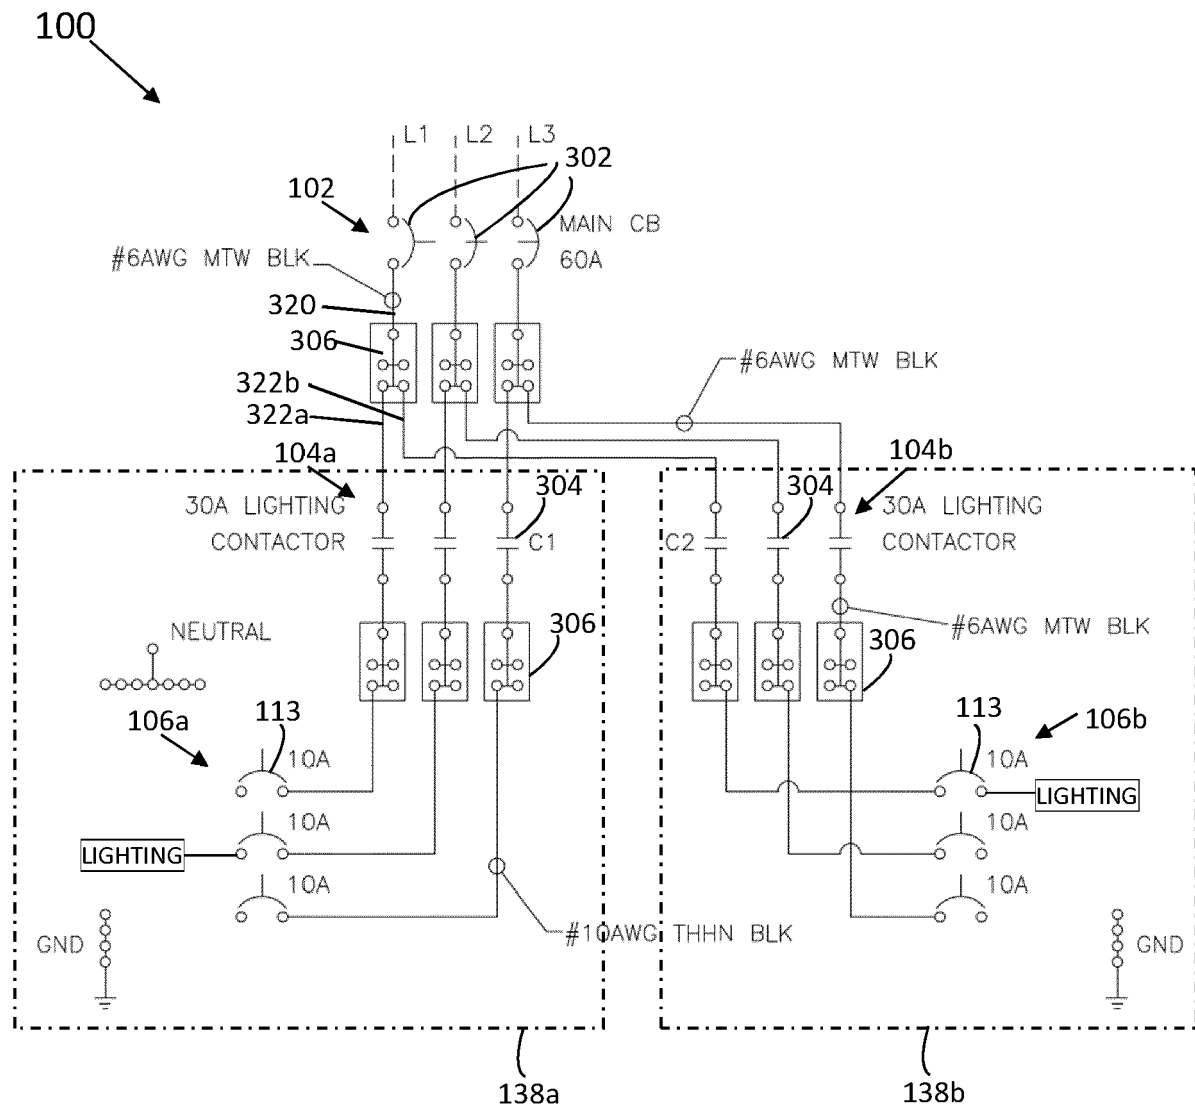 100
L1 L2 L3
302
102
MAIN CB
60A
#6AWG MTW BLK
320
306
322b
322a
#6AWG MTW BLK
104a
304
304
104b
30A LIGHTING
CONTACTOR
C1
C2
30A LIGHTING
CONTACTOR
NEUTRAL
306
#6AWG MTW BLK
306
106a
113
10A
10A
LIGHTING
10A
113
106b
10A
LIGHTING
10A
10A
GND
#10AWG THHN BLK
GND
138a
138b